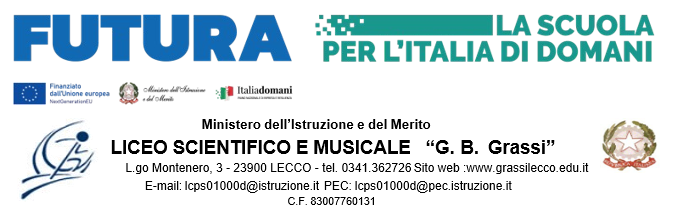 FUTURA
LA SCUOLA
PER L'ITALIA DI DOMANI
Finanziato
dall'Unione europea
NextGenerationEU
Ministero dell'Istruzione
e del Merito
Italiadomani
Ministero dell'Istruzione e del Merito
LICEO SCIENTIFICO E MUSICALE “G. B. Grassi”
L.go Montenero, 3 - 23900 LECCO - tel. 0341.362726 Sito web :www.grassilecco.edu.it
E-mail: lcps01000d@istruzione.it PEC: lcps01000d@pec.istruzione.it
C.F. 83007760131